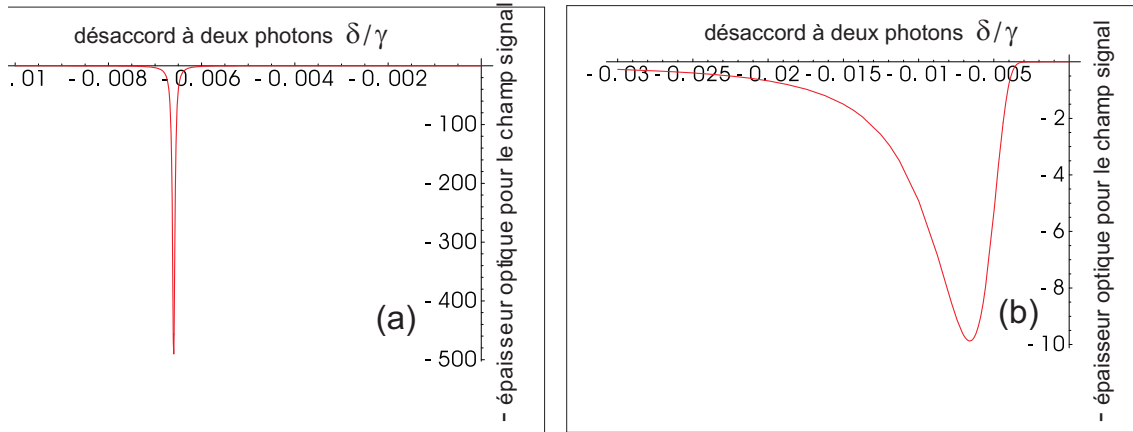 désaccord à deux photons δ/γ
.01 - 0.008 - 0.006 - 0.004 - 0.002
- 100
- 200
- 300
- 400
- 500
(a)
- épaisseur optique pour le champ signal
désaccord à deux photons δ/γ
- 0.03 - 0.025 - 0.02 - 0.015 - 0.01 - 0.005
- 2
- 4
- 6
- 8
- 10
(b)
- épaisseur optique pour le champ signal